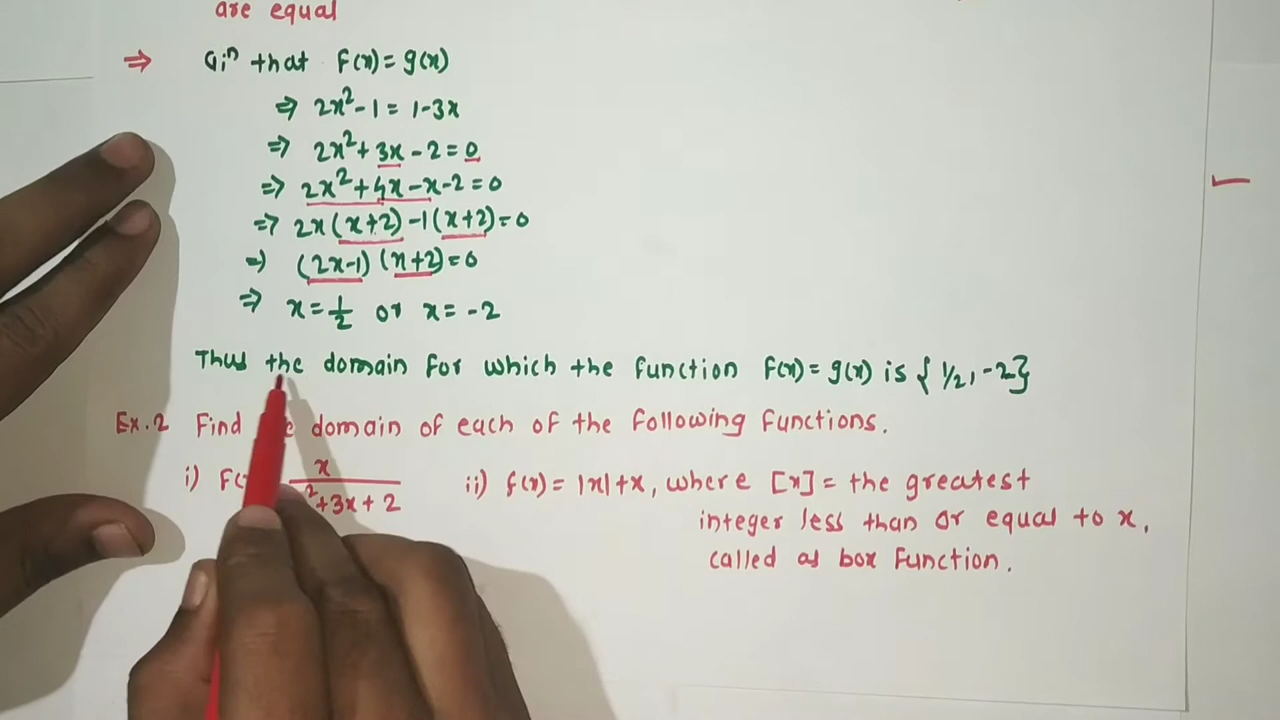 are equal
⇒ Giⁿ that f(x) = g(x)
⇒ 2x² - 1 = 1 - 3x
⇒ 2x² + 3x - 2 = 0
⇒ 2x² + 4x - x - 2 = 0
⇒ 2x (x+2) - 1 (x+2) = 0
⇒ (2x-1) (x+2) = 0
⇒ x = 1/2 or x = -2
Thus the domain for which the function f(x) = g(x) is {1/2, -2}
Ex. 2 Find domain of each of the following functions.
i) F( x / ² + 3x + 2 ii) f(x) = |x| + x, where [x] = the greatest
integer less than or equal to x,
called as box function.